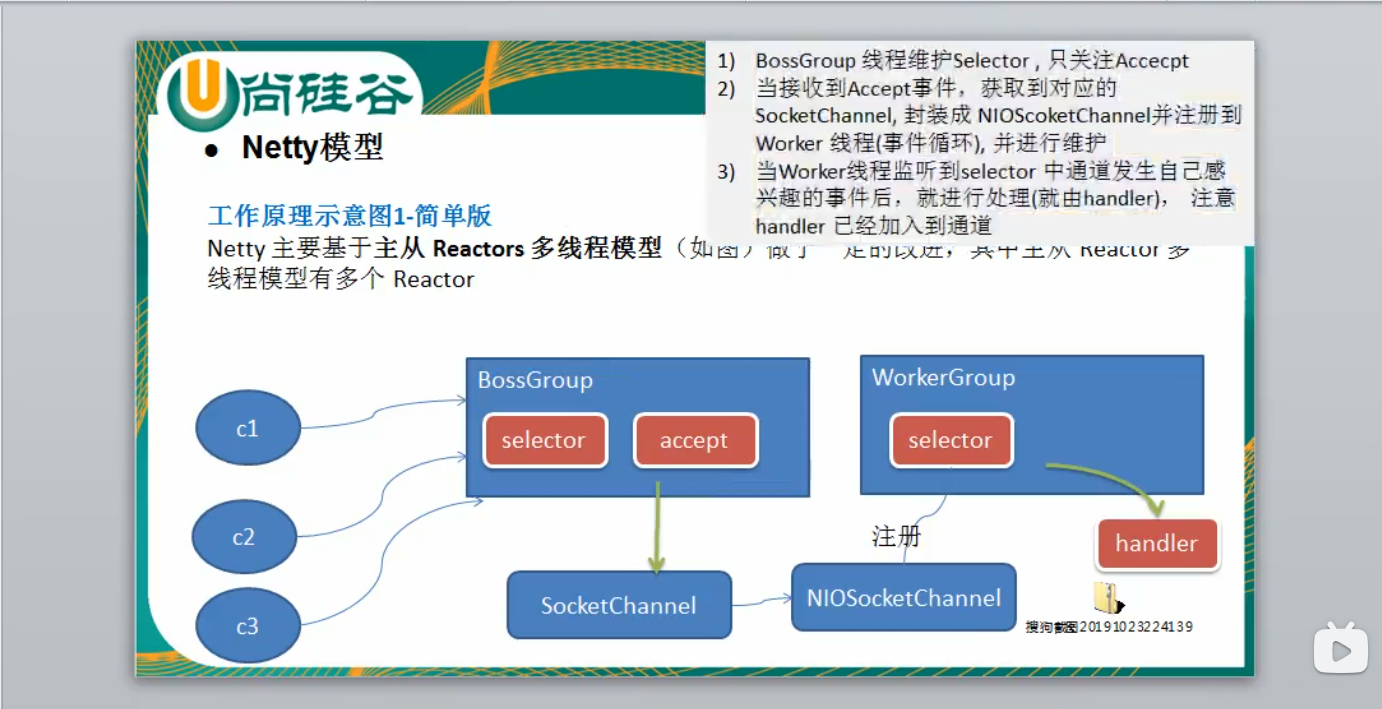 尚硅谷
● Netty模型
1) BossGroup 线程维护Selector , 只关注Accecpt
2) 当接收到Accept事件，获取到对应的
SocketChannel, 封装成 NIOScoketChannel并注册到
Worker 线程(事件循环), 并进行维护
3) 当Worker线程监听到selector 中通道发生自己感
兴趣的事件后，就进行处理(就由handler)， 注意
handler 已经加入到通道
工作原理示意图1-简单版
Netty 主要基于主从 Reactors 多线程模型（如图）做了一定的改进，其中主从 Reactor 多
线程模型有多个 Reactor
BossGroup
WorkerGroup
c1
selector
accept
selector
c2
注册
handler
c3
SocketChannel
NIOSocketChannel
搜狗截图20191023224139